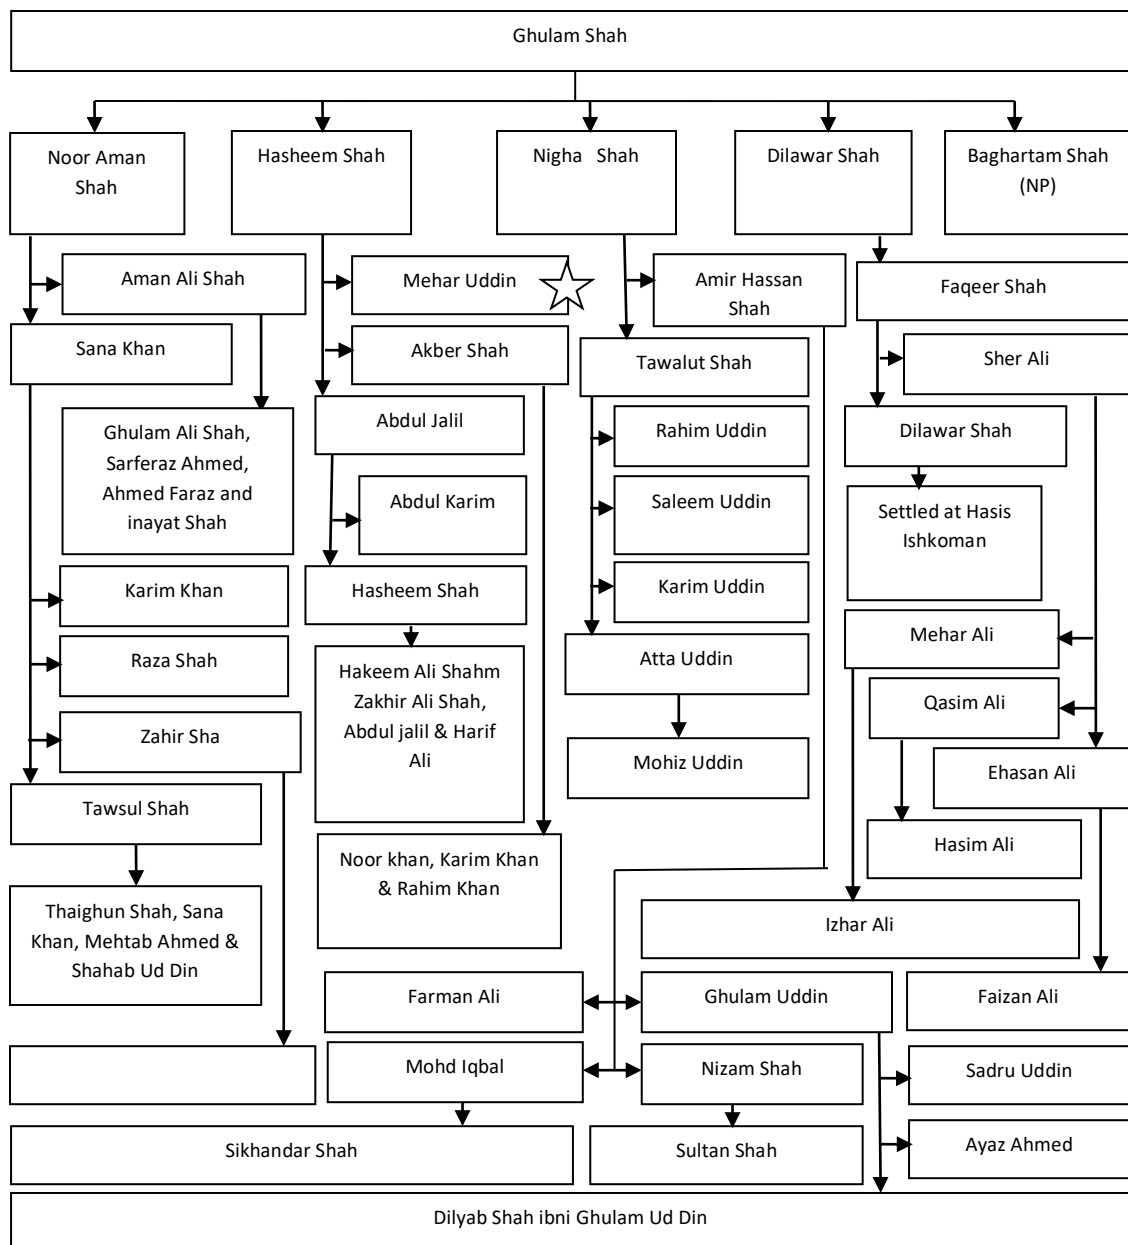 Ghulam Shah
Noor Aman
Shah
Hasheem Shah
Nigha   Shah
Dilawar Shah
Baghartam Shah
(NP)
Aman Ali Shah
Mehar Uddin
Amir Hassan
Shah
Faqeer Shah
Sana Khan
Akber Shah
Tawalut Shah
Sher Ali
Ghulam Ali Shah,
Sarferaz Ahmed,
Ahmed Faraz and
inayat Shah
Abdul Jalil
Rahim Uddin
Dilawar Shah
Abdul Karim
Saleem Uddin
Settled at Hasis
Ishkoman
Karim Khan
Hasheem Shah
Karim Uddin
Mehar Ali
Raza Shah
Hakeem Ali Shahm
Zakhir Ali Shah,
Abdul jalil & Harif
Ali
Atta Uddin
Qasim Ali
Zahir Sha
Mohiz Uddin
Ehasan Ali
Tawsul Shah
Hasim Ali
Noor khan, Karim Khan
& Rahim Khan
Thaighun Shah, Sana
Khan, Mehtab Ahmed &
Shahab Ud Din
Izhar Ali
Farman Ali
Ghulam Uddin
Faizan Ali
Mohd Iqbal
Nizam Shah
Sadru Uddin
Sikhandar Shah
Sultan Shah
Ayaz Ahmed
Dilyab Shah ibni Ghulam Ud Din